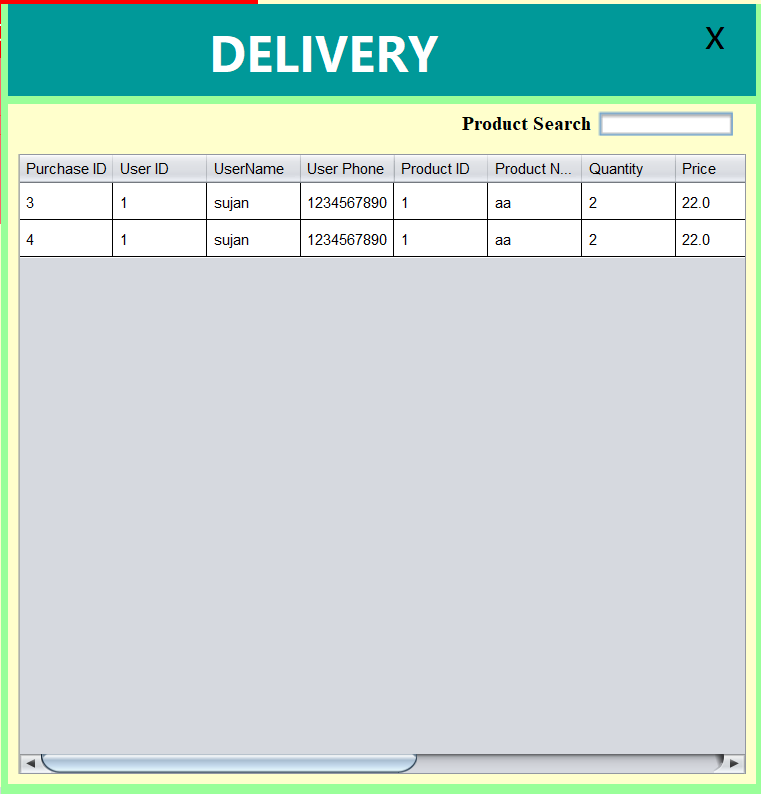 DELIVERY X
Product Search
Purchase ID User ID UserName User Phone Product ID Product N... Quantity Price
3 1 sujan 1234567890 1 aa 2 22.0
4 1 sujan 1234567890 1 aa 2 22.0